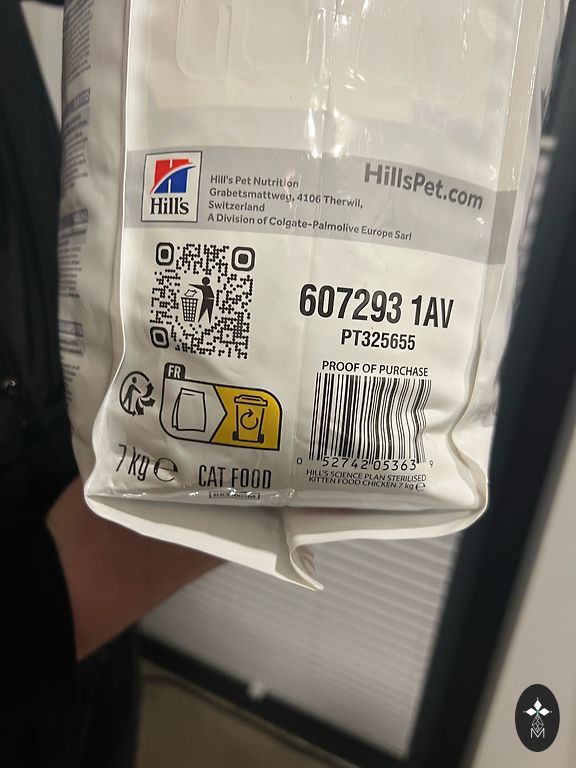 Hill's
Hill's Pet Nutrition
Grabetsmattweg, 4106 Therwil,
Switzerland
A Division of Colgate-Palmolive Europe Sarl
HillsPet.com
607293 1AV
PT325655
PROOF OF PURCHASE
0 52742 05363 9
HILL'S SCIENCE PLAN STERILISED
KITTEN FOOD CHICKEN 7 kg e
FR
7 kg e
CAT FOOD
M